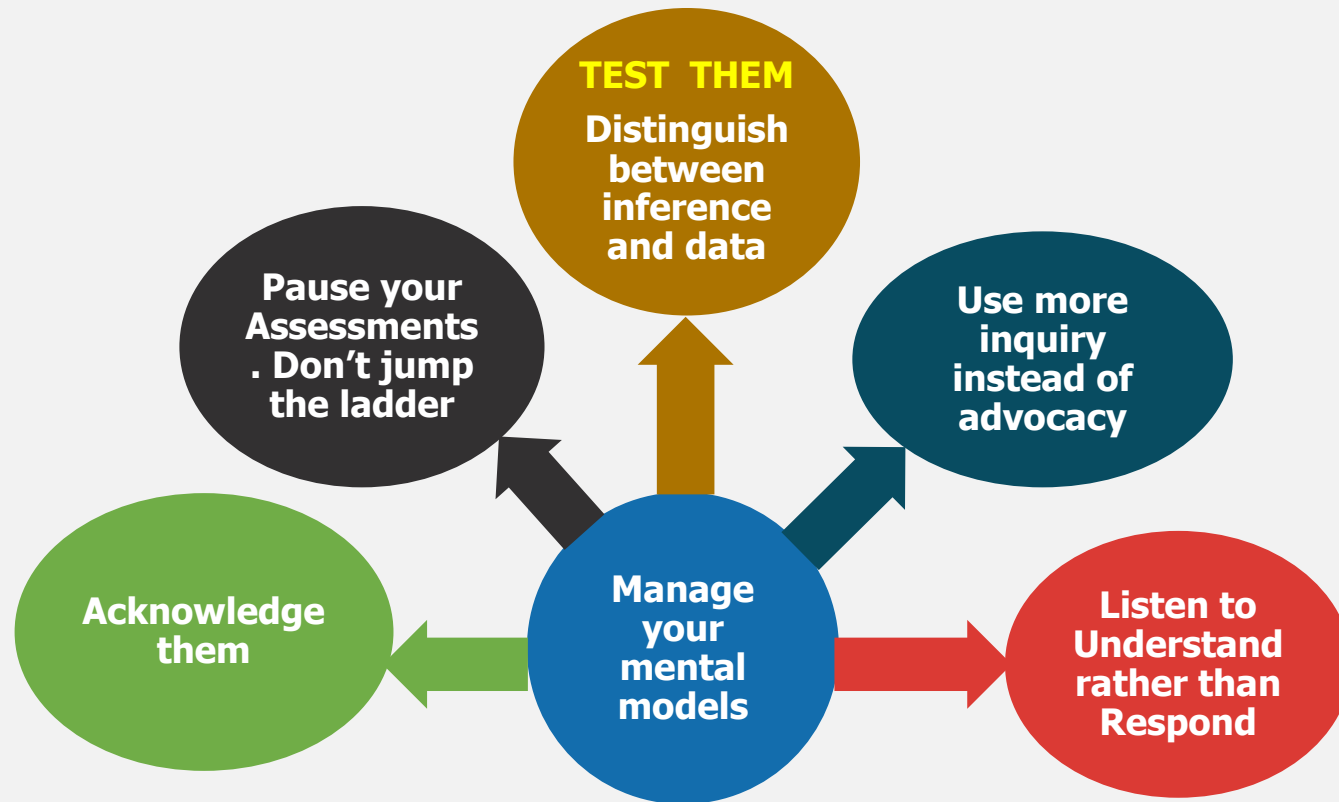 TEST THEM
Distinguish
between
inference
and data
Pause your
Assessments
. Don’t jump
the ladder
Use more
inquiry
instead of
advocacy
Acknowledge
them
Manage
your
mental
models
Listen to
Understand
rather than
Respond